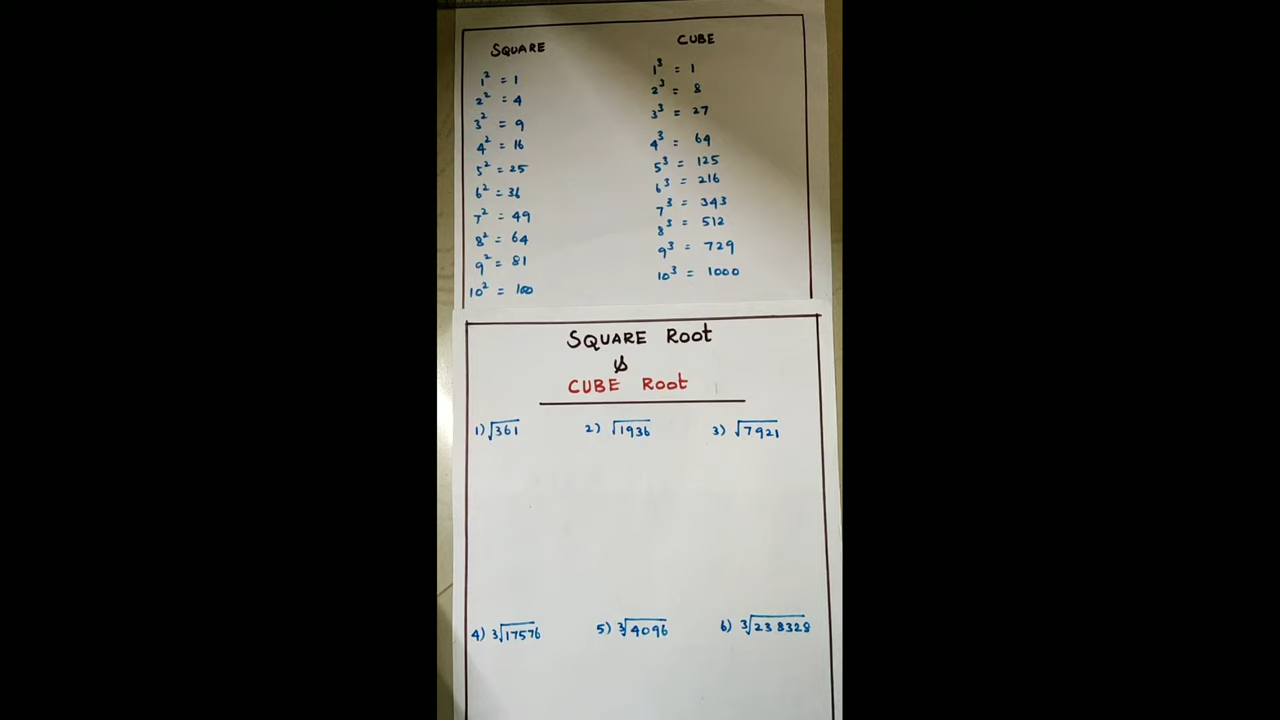 SQUARE
1² = 1
2² = 4
3² = 9
4² = 16
5² = 25
6² = 36
7² = 49
8² = 64
9² = 81
10² = 100
CUBE
1³ = 1
2³ = 8
3³ = 27
4³ = 64
5³ = 125
6³ = 216
7³ = 343
8³ = 512
9³ = 729
10³ = 1000
SQUARE Root
&
CUBE Root
1) √361 2) √1936 3) √7921
4) ³√17576 5) ³√4096 6) ³√238328